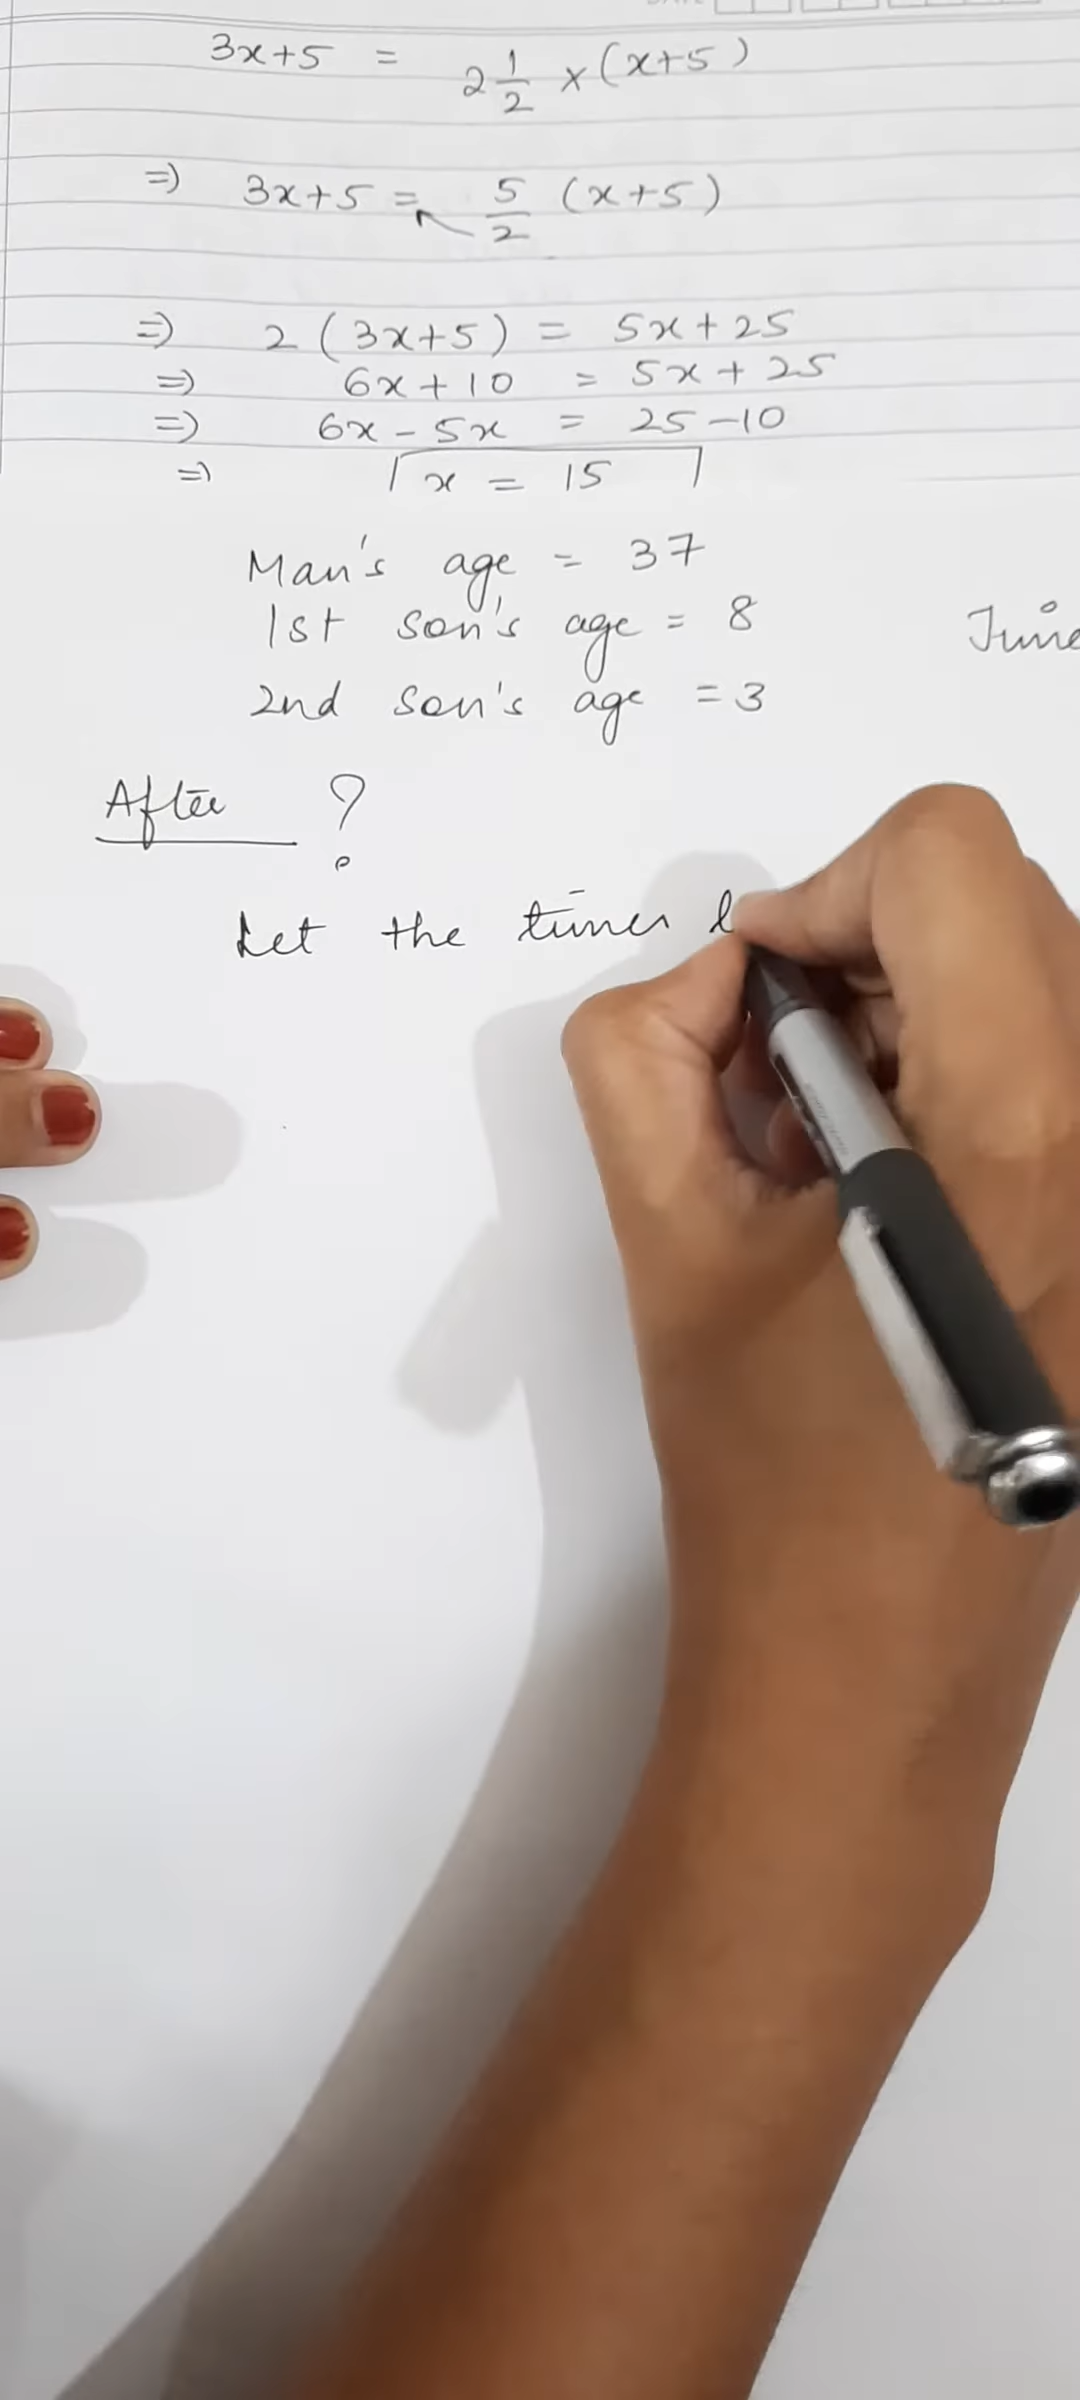 3x+5 = 2 1/2 × (x+5)
⇒ 3x+5 = 5/2 (x+5)
⇒ 2 (3x+5) = 5x+25
⇒ 6x+10 = 5x+25
⇒ 6x-5x = 25-10
⇒ x = 15
Man's age = 37
1st son's age = 8
2nd son's age = 3
After ?
Let the times